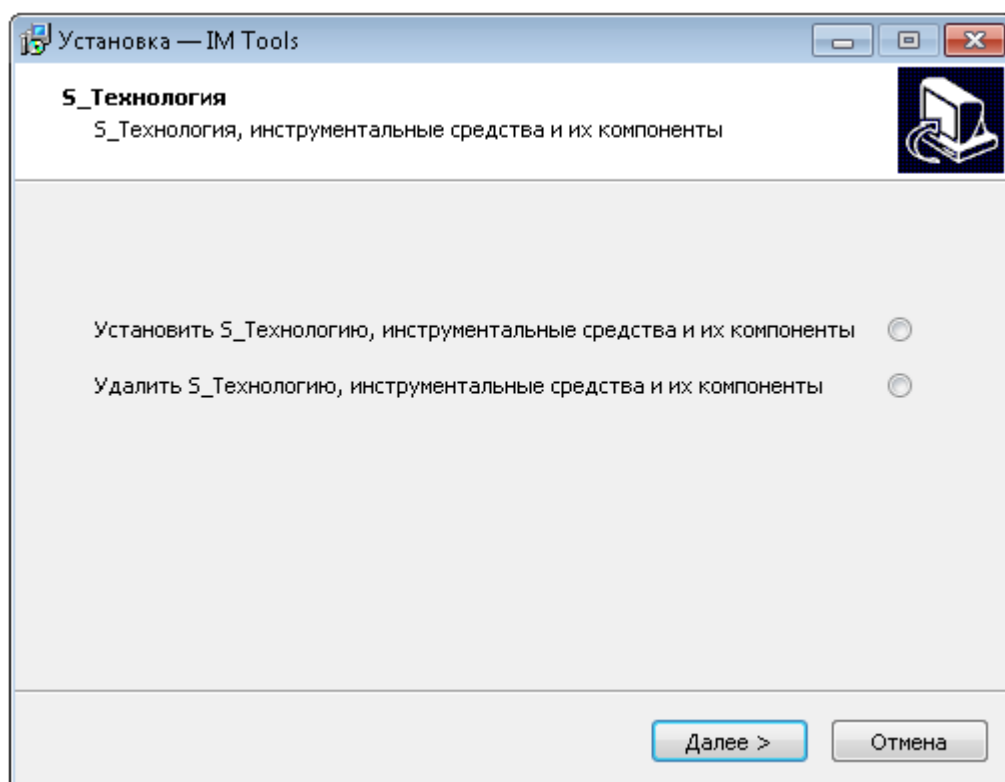 Установка — IM Tools
S_Технология
S_Технология, инструментальные средства и их компоненты
Установить S_Технологию, инструментальные средства и их компоненты
Удалить S_Технологию, инструментальные средства и их компоненты
Далее >
Отмена